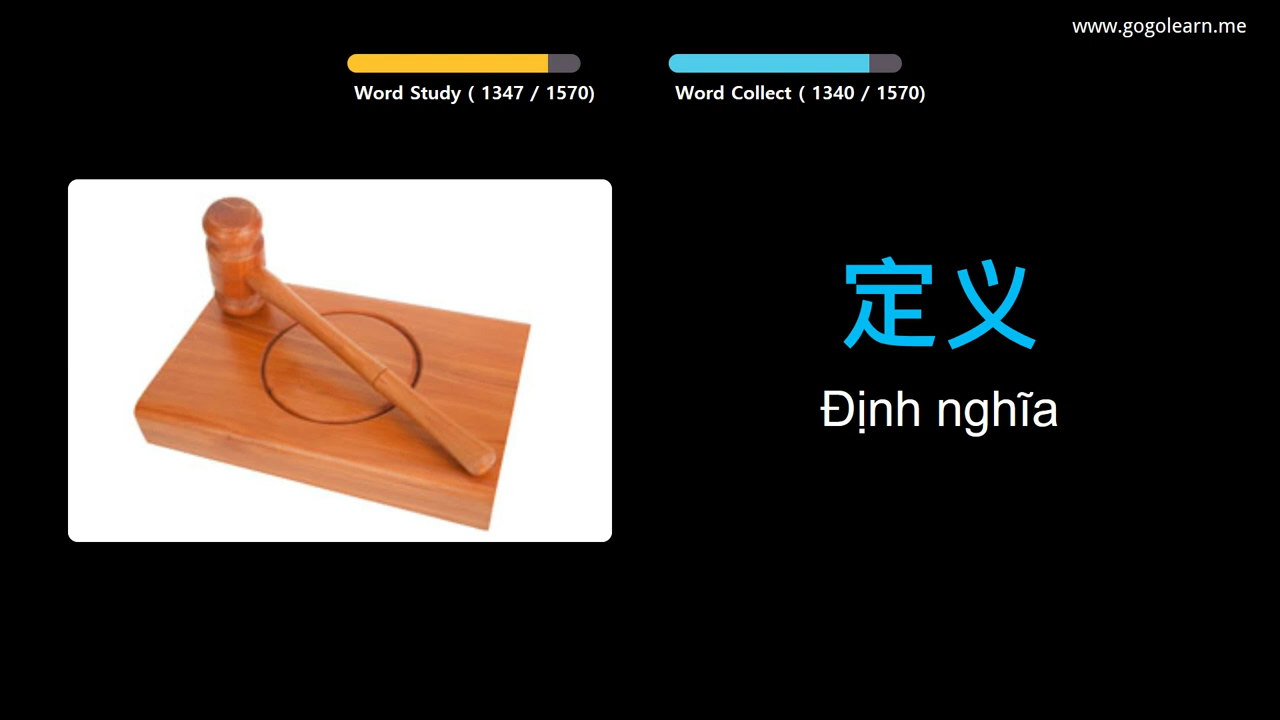 www.gogolearn.me
Word Study ( 1347 / 1570)
Word Collect ( 1340 / 1570)
定义
Định nghĩa